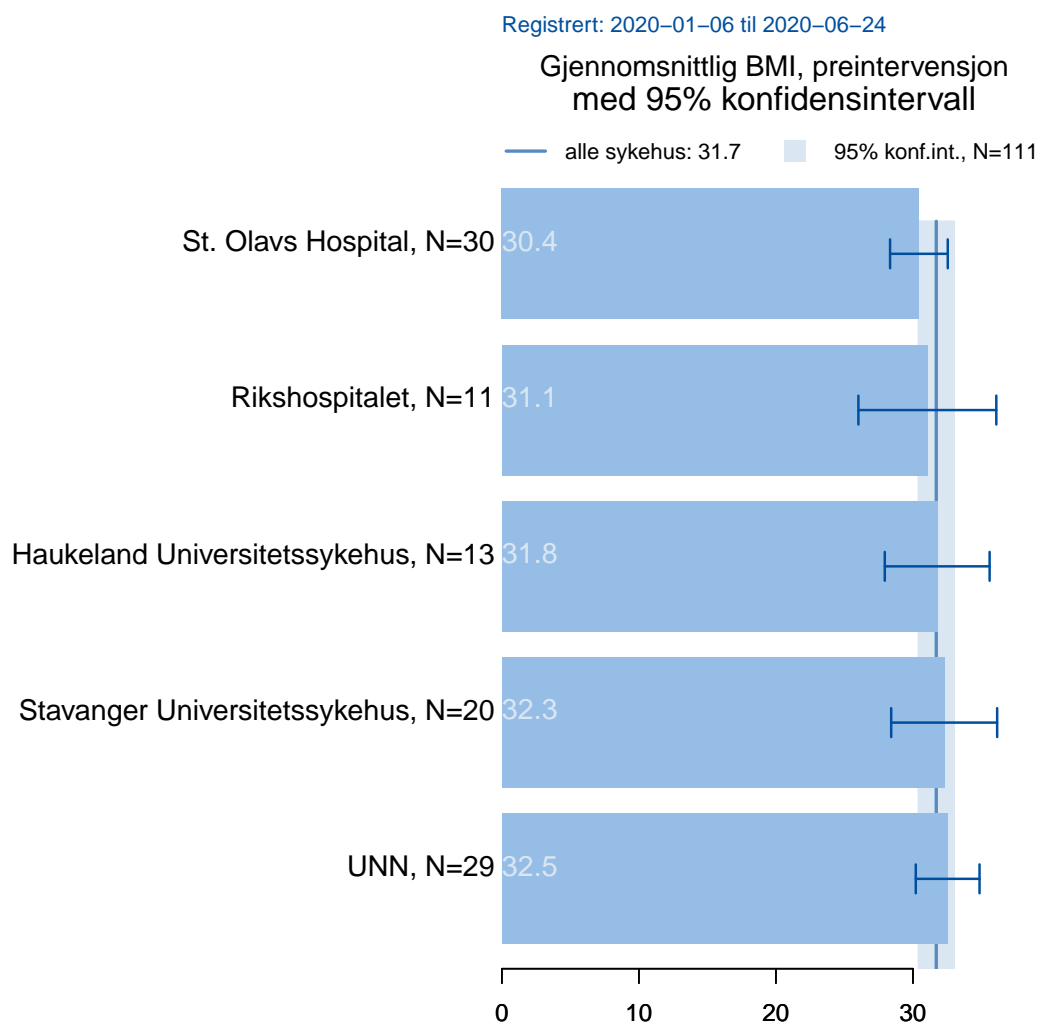 Registrert: 2020−01−06 til 2020−06−24
Gjennomsnittlig BMI, preintervensjon
med 95% konfidensintervall
alle sykehus: 31.7 95% konf.int., N=111
St. Olavs Hospital, N=30 30.4
Rikshospitalet, N=11 31.1
Haukeland Universitetssykehus, N=13 31.8
Stavanger Universitetssykehus, N=20 32.3
UNN, N=29 32.5
0 10 20 30